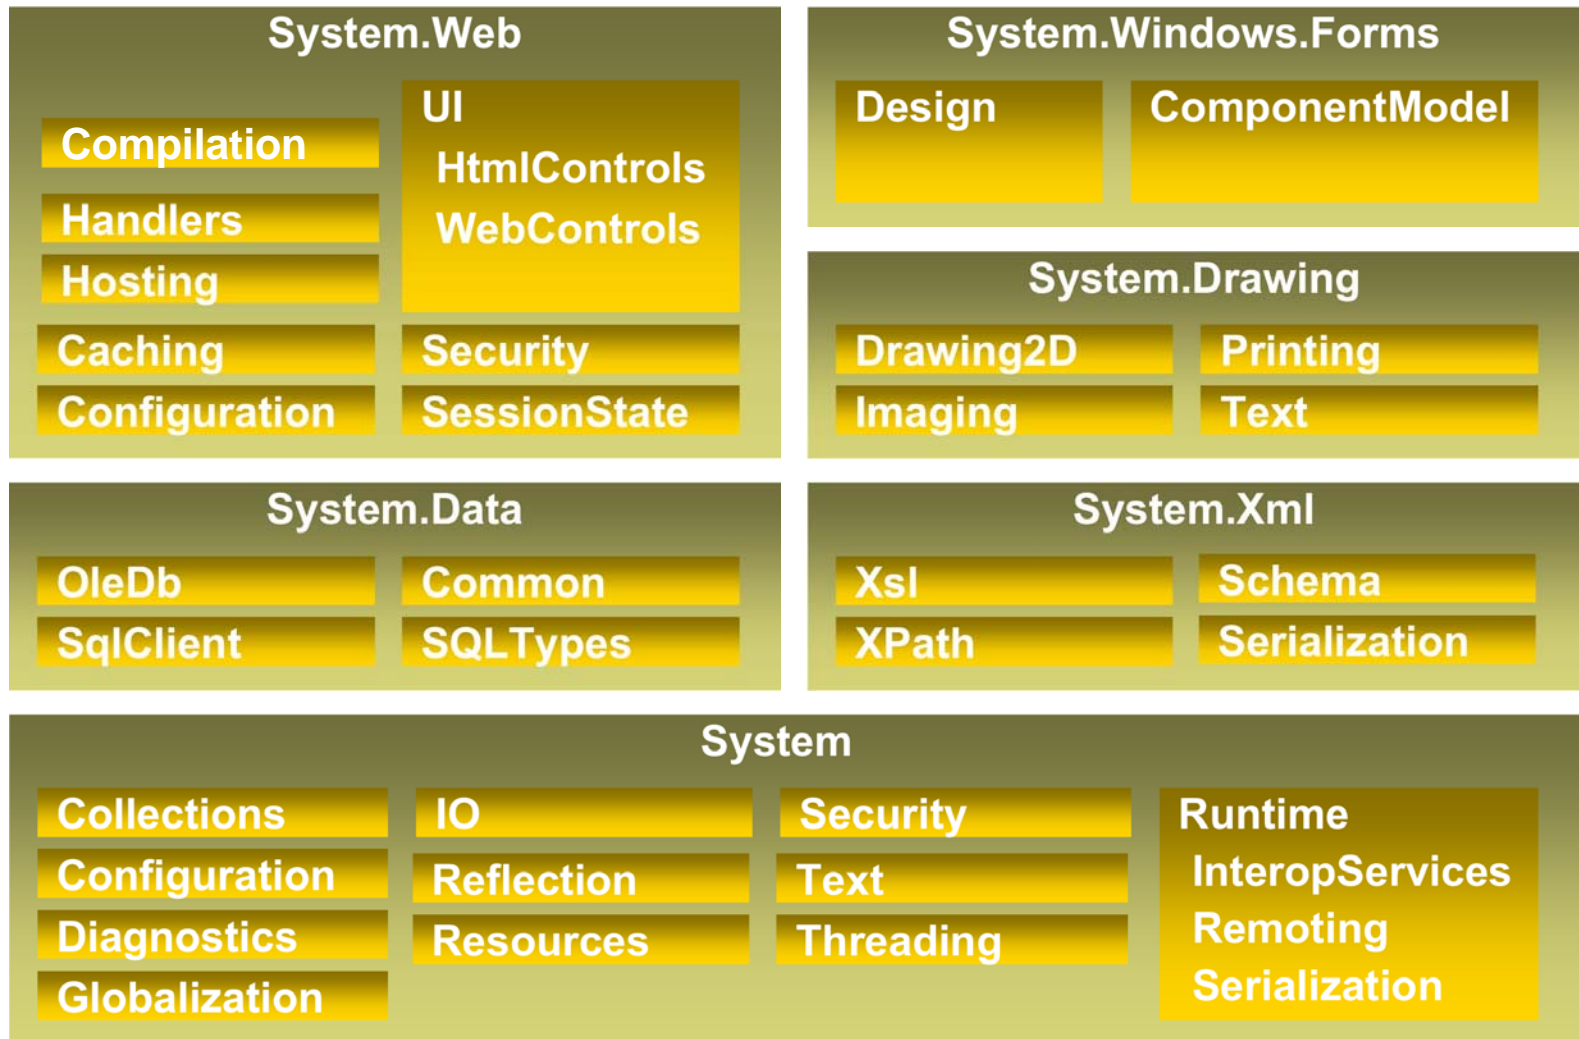 System.Web
Compilation
Handlers
Hosting
Caching
Configuration
UI
HtmlControls
WebControls
Security
SessionState
System.Windows.Forms
Design
ComponentModel
System.Drawing
Drawing2D
Printing
Imaging
Text
System.Data
OleDb
Common
SqlClient
SQLTypes
System.Xml
Xsl
Schema
XPath
Serialization
System
Collections
Configuration
Diagnostics
Globalization
IO
Reflection
Resources
Security
Text
Threading
Runtime
InteropServices
Remoting
Serialization